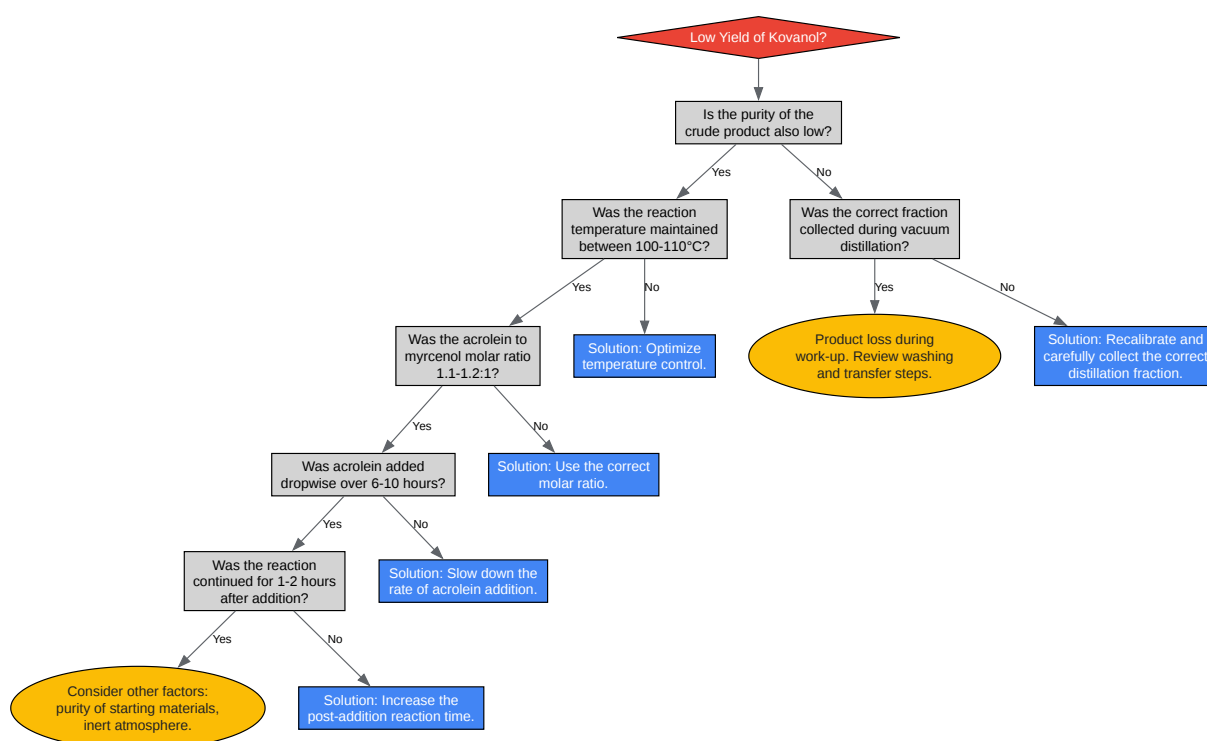 Low Yield of Kovanol?
Is the purity of the
crude product also low?
Yes
No
Was the reaction
temperature maintained
between 100-110°C?
Was the correct fraction
collected during vacuum
distillation?
Yes
No
Yes
No
Was the acrolein to
myrcenol molar ratio
1.1-1.2:1?
Solution: Optimize
temperature control.
Product loss during
work-up. Review washing
and transfer steps.
Solution: Recalibrate and
carefully collect the correct
distillation fraction.
Yes
No
Was acrolein added
dropwise over 6-10 hours?
Solution: Use the correct
molar ratio.
Yes
No
Was the reaction
continued for 1-2 hours
after addition?
Solution: Slow down the
rate of acrolein addition.
Yes
No
Consider other factors:
purity of starting materials,
inert atmosphere.
Solution: Increase the
post-addition reaction time.